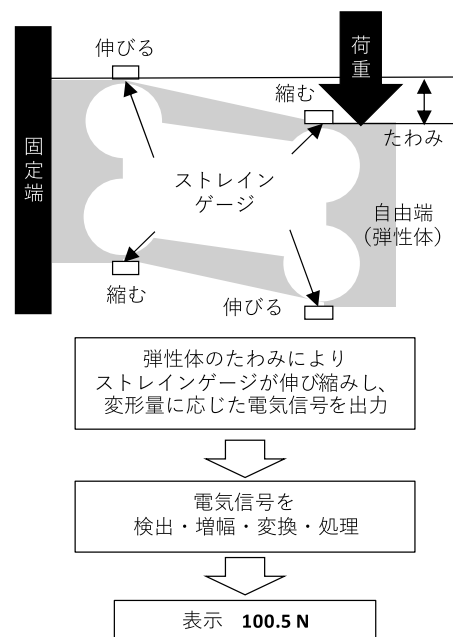 伸びる
荷重
縮む
たわみ
固定端
ストレイン
ゲージ
自由端
(弾性体)
縮む
伸びる
弾性体のたわみにより
ストレインゲージが伸び縮みし、
変形量に応じた電気信号を出力
電気信号を
検出・増幅・変換・処理
表示 100.5 N